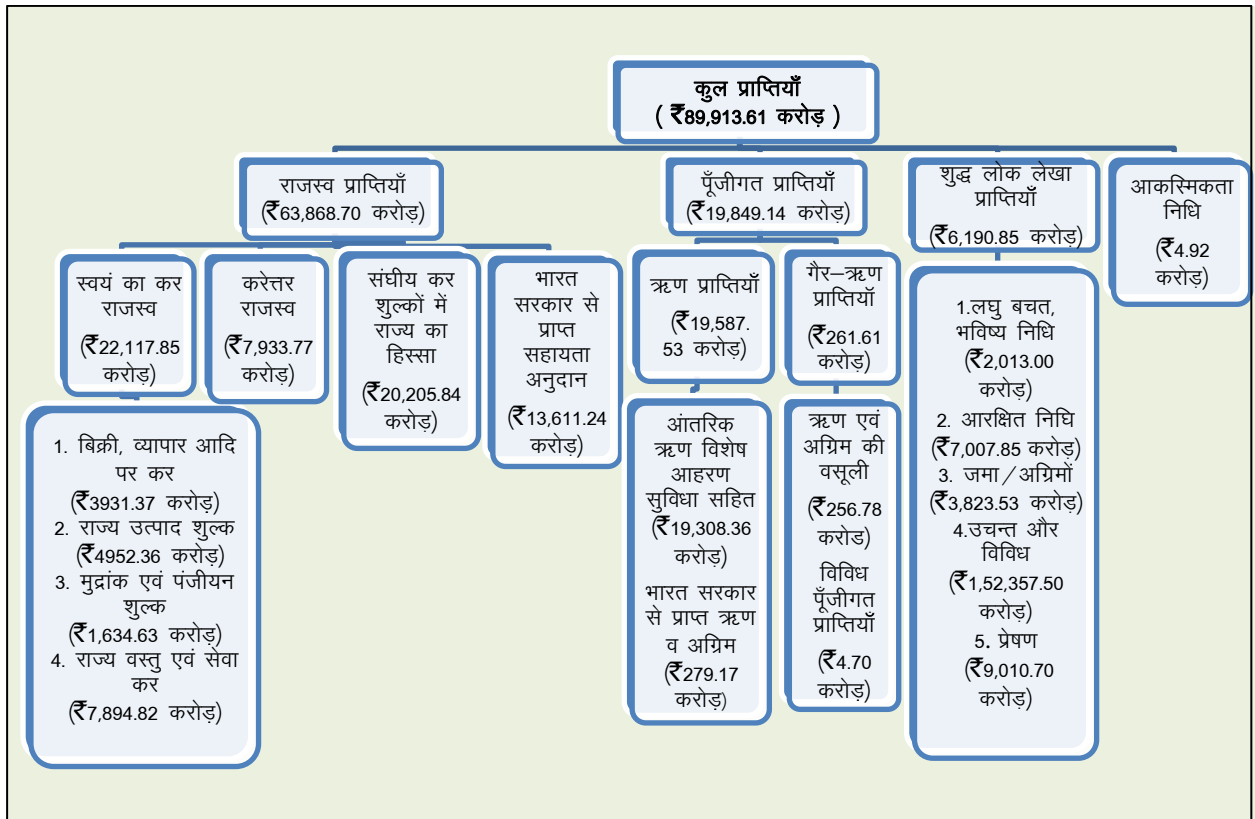 कुल प्राप्तियाँ
( ₹89,913.61 करोड़ )
राजस्व प्राप्तियाँ
(₹63,868.70 करोड़)
पूँजीगत प्राप्तियाँ
(₹19,849.14 करोड़)
शुद्ध लोक लेखा
प्राप्तियाँ
(₹6,190.85 करोड़)
आकस्मिकता
निधि
(₹4.92
करोड़)
स्वयं का कर
राजस्व
(₹22,117.85
करोड़)
करेत्तर
राजस्व
(₹7,933.77
करोड़)
संघीय कर
शुल्कों में
राज्य का
हिस्सा
(₹20,205.84
करोड़)
भारत
सरकार से
प्राप्त
सहायता
अनुदान
(₹13,611.24
करोड़)
ऋण प्राप्तियाँ
(₹19,587.
53 करोड़)
गैर–ऋण
प्राप्तियॉ
(₹261.61
करोड़)
1. बिक्री, व्यापार आदि
पर कर
(₹3931.37 करोड़)
2. राज्य उत्पाद शुल्क
(₹4952.36 करोड़)
3. मुद्रांक एवं पंजीयन
शुल्क
(₹1,634.63 करोड़)
4. राज्य वस्तु एवं सेवा
कर
(₹7,894.82 करोड़)
आंतरिक
ऋण विशेष
आहरण
सुविधा सहित
(₹19,308.36
करोड़)
भारत सरकार
से प्राप्त ऋण
व अग्रिम
(₹279.17
करोड़)
ऋण एवं
अग्रिम की
वसूली
(₹256.78
करोड)
विविध
पूँजीगत
प्राप्तियाँ
(₹4.70
करोड़)
1.लघु बचत,
भविष्य निधि
(₹2,013.00
करोड़)
2. आरक्षित निघि
(₹7,007.85 करोड़)
3. जमा/अग्रिमों
(₹3,823.53 करोड़)
4.उचन्त और
विविध
(₹1,52,357.50
करोड़)
5. प्रेषण
(₹9,010.70
करोड़)